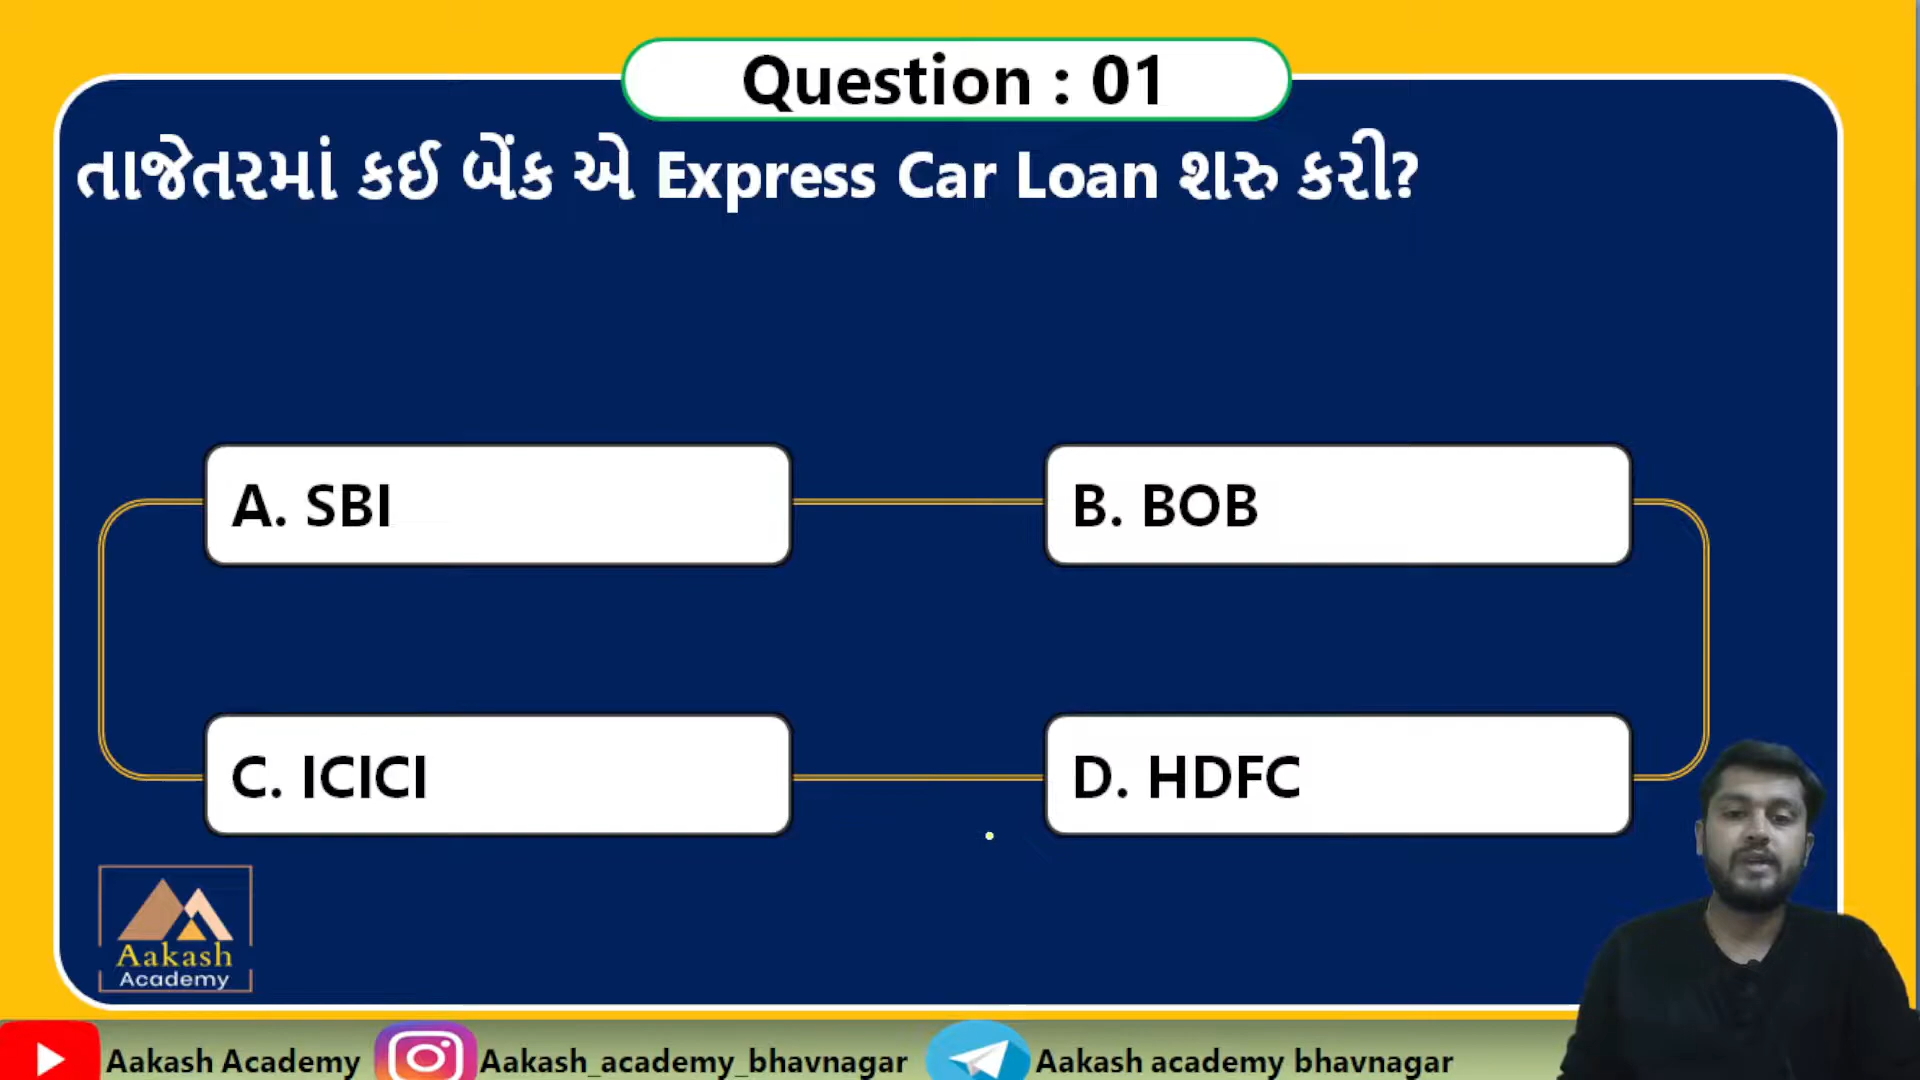 Question : 01
તાજેતરમાં કઈ બેંક એ Express Car Loan શરુ કરી?
A. SBI
B. BOB
C. ICICI
D. HDFC
Aakash
Academy
Aakash Academy
Aakash_academy_bhavnagar
Aakash academy bhavnagar